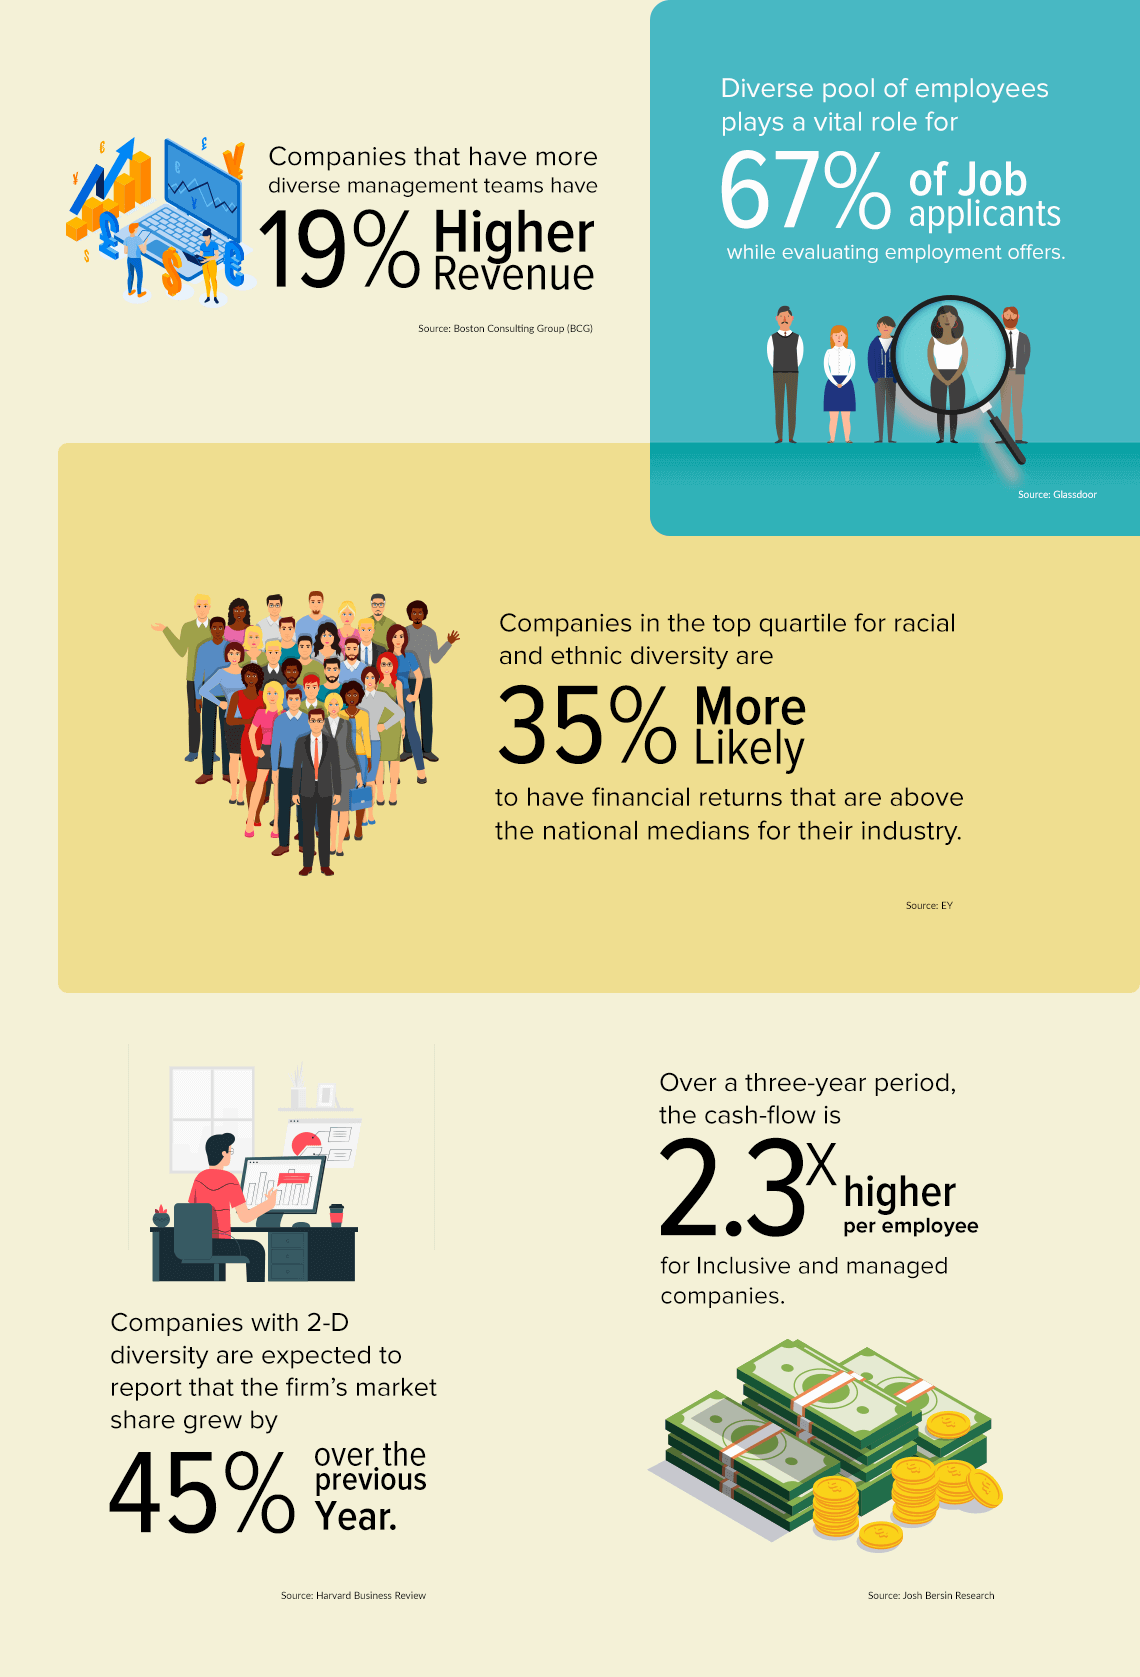 Companies that have more
diverse management teams have
19% Higher
Revenue
Source: Boston Consulting Group (BCG)
Diverse pool of employees
plays a vital role for
67% of Job
applicants
while evaluating employment offers.
Source: Glassdoor
Companies in the top quartile for racial
and ethnic diversity are
35% More
Likely
to have financial returns that are above
the national medians for their industry.
Source: EY
Companies with 2-D
diversity are expected to
report that the firm's market
share grew by
45% over the
previous
Year.
Source: Harvard Business Review
Over a three-year period,
the cash-flow is
2.3X higher
per employee
for Inclusive and managed
companies.
Source: Josh Bersin Research